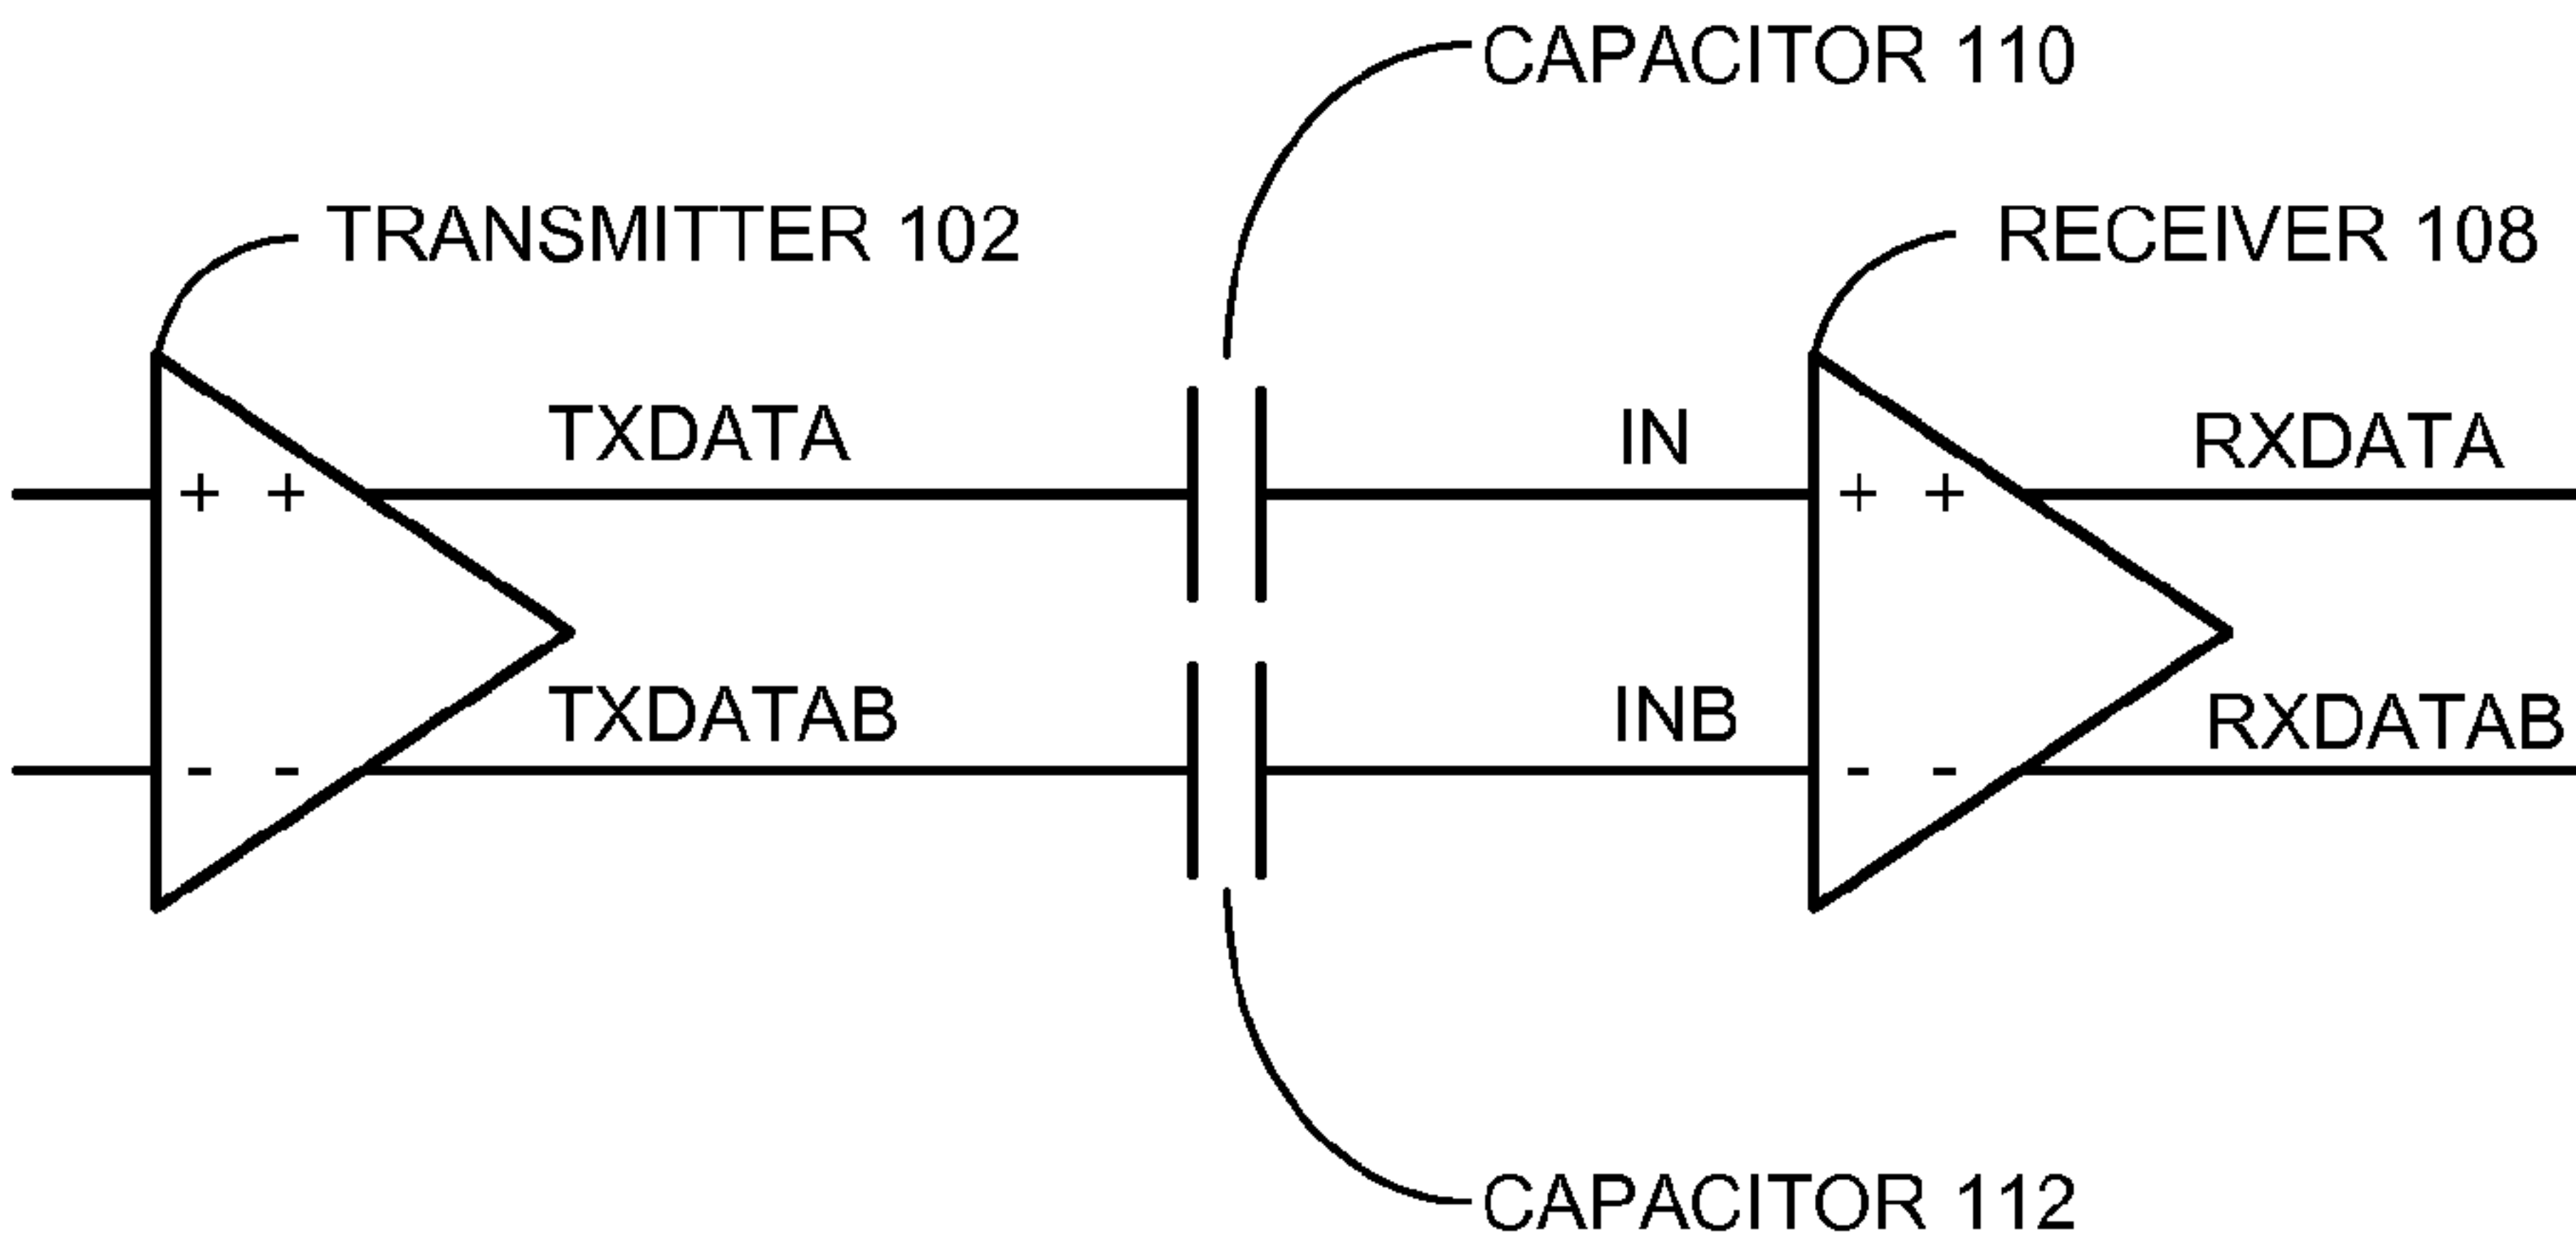 CAPACITOR 110
TRANSMITTER 102
RECEIVER 108
TXDATA
IN
RXDATA
+ +
+ +
TXDATAB
INB
RXDATAB
- -
- -
CAPACITOR 112